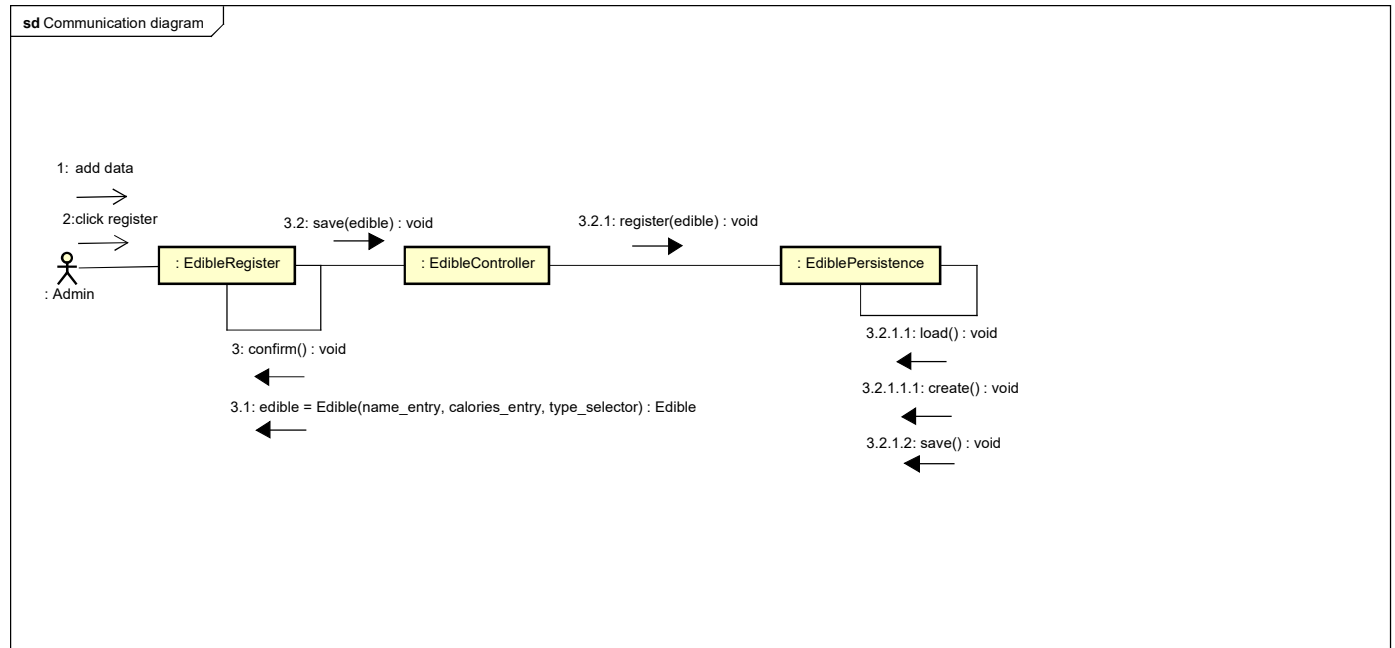 sd Communication diagram
1: add data
2:click register
: Admin
: EdibleRegister
3.2: save(edible) : void
: EdibleController
3.2.1: register(edible) : void
: EdiblePersistence
3: confirm() : void
3.1: edible = Edible(name_entry, calories_entry, type_selector) : Edible
3.2.1.1: load() : void
3.2.1.1.1: create() : void
3.2.1.2: save() : void